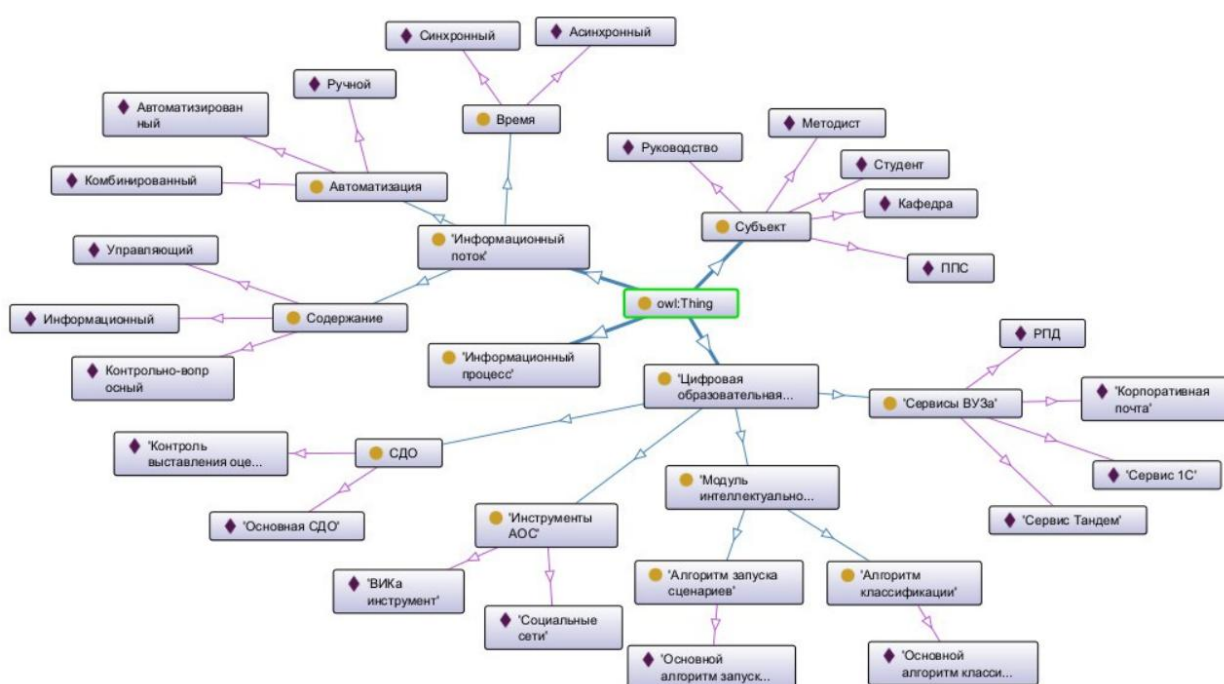 Синхронный
Асинхронный
Ручной
Автоматизирован
ный
Время
Методист
Руководство
Студент
Комбинированный
Автоматизация
Кафедра
Субъект
Управляющий
'Информационный
поток'
ППС
owl:Thing
Информационный
Содержание
РПД
'Информационный
процесс'
Контрольно-вопр
осный
'Цифровая
образовательная...
'Сервисы ВУЗа'
'Корпоративная
почта'
'Контроль
выставления оце...
СДО
'Сервис 1С'
'Модуль
интеллектуально...
'Основная СДО'
'Инструменты
АОС'
'Сервис Тандем'
'ВИКа
инструмент'
'Алгоритм запуска
сценариев'
'Алгоритм
классификации'
'Социальные
сети'
'Основной
алгоритм запуск...
'Основной
алгоритм класси...